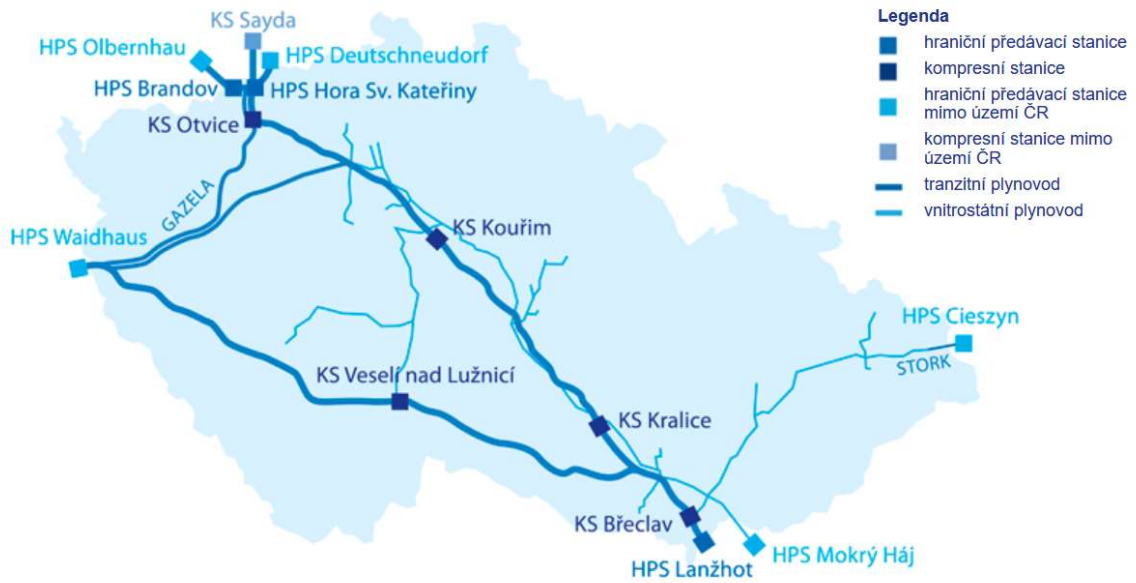 KS Sayda
HPS Olbernhau
HPS Deutschneudorf
HPS Brandov
HPS Hora Sv. Kateřiny
KS Otvice
GAZELA
HPS Waidhaus
KS Kouřim
HPS Cieszyn
STORK
KS Veselí nad Lužnicí
KS Kralice
KS Břeclav
HPS Mokrý Háj
HPS Lanžhot
Legenda
hraniční předávací stanice
kompresní stanice
hraniční předávací stanice
mimo území ČR
kompresní stanice mimo
území ČR
tranzitní plynovod
vnitrostátní plynovod